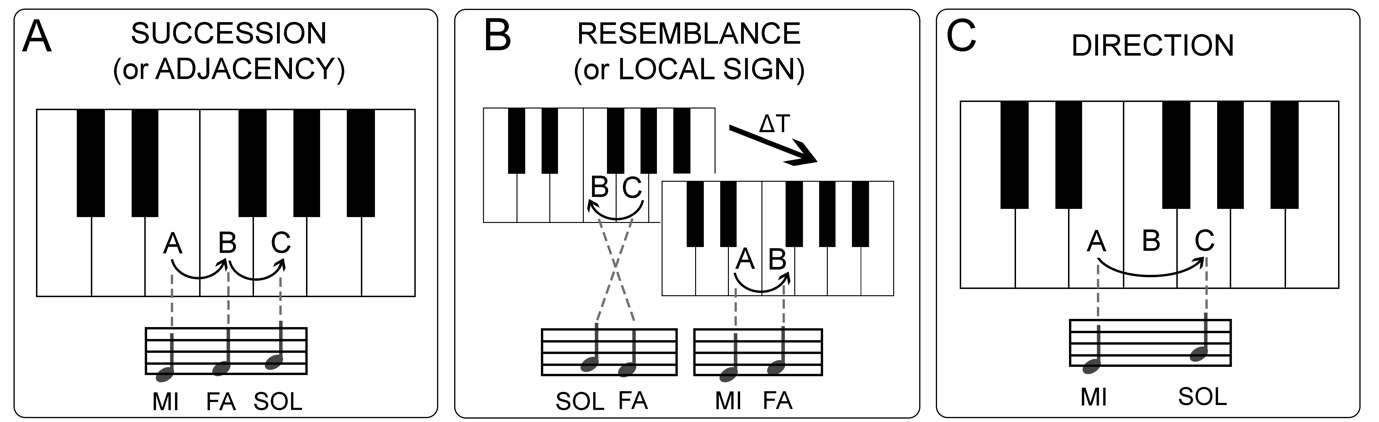 A
SUCCESSION
(or ADJACENCY)
A B C
MI FA SOL
B
RESEMBLANCE
(or LOCAL SIGN)
ΔT
B C
A B
SOL FA MI FA
C
DIRECTION
A B C
MI SOL